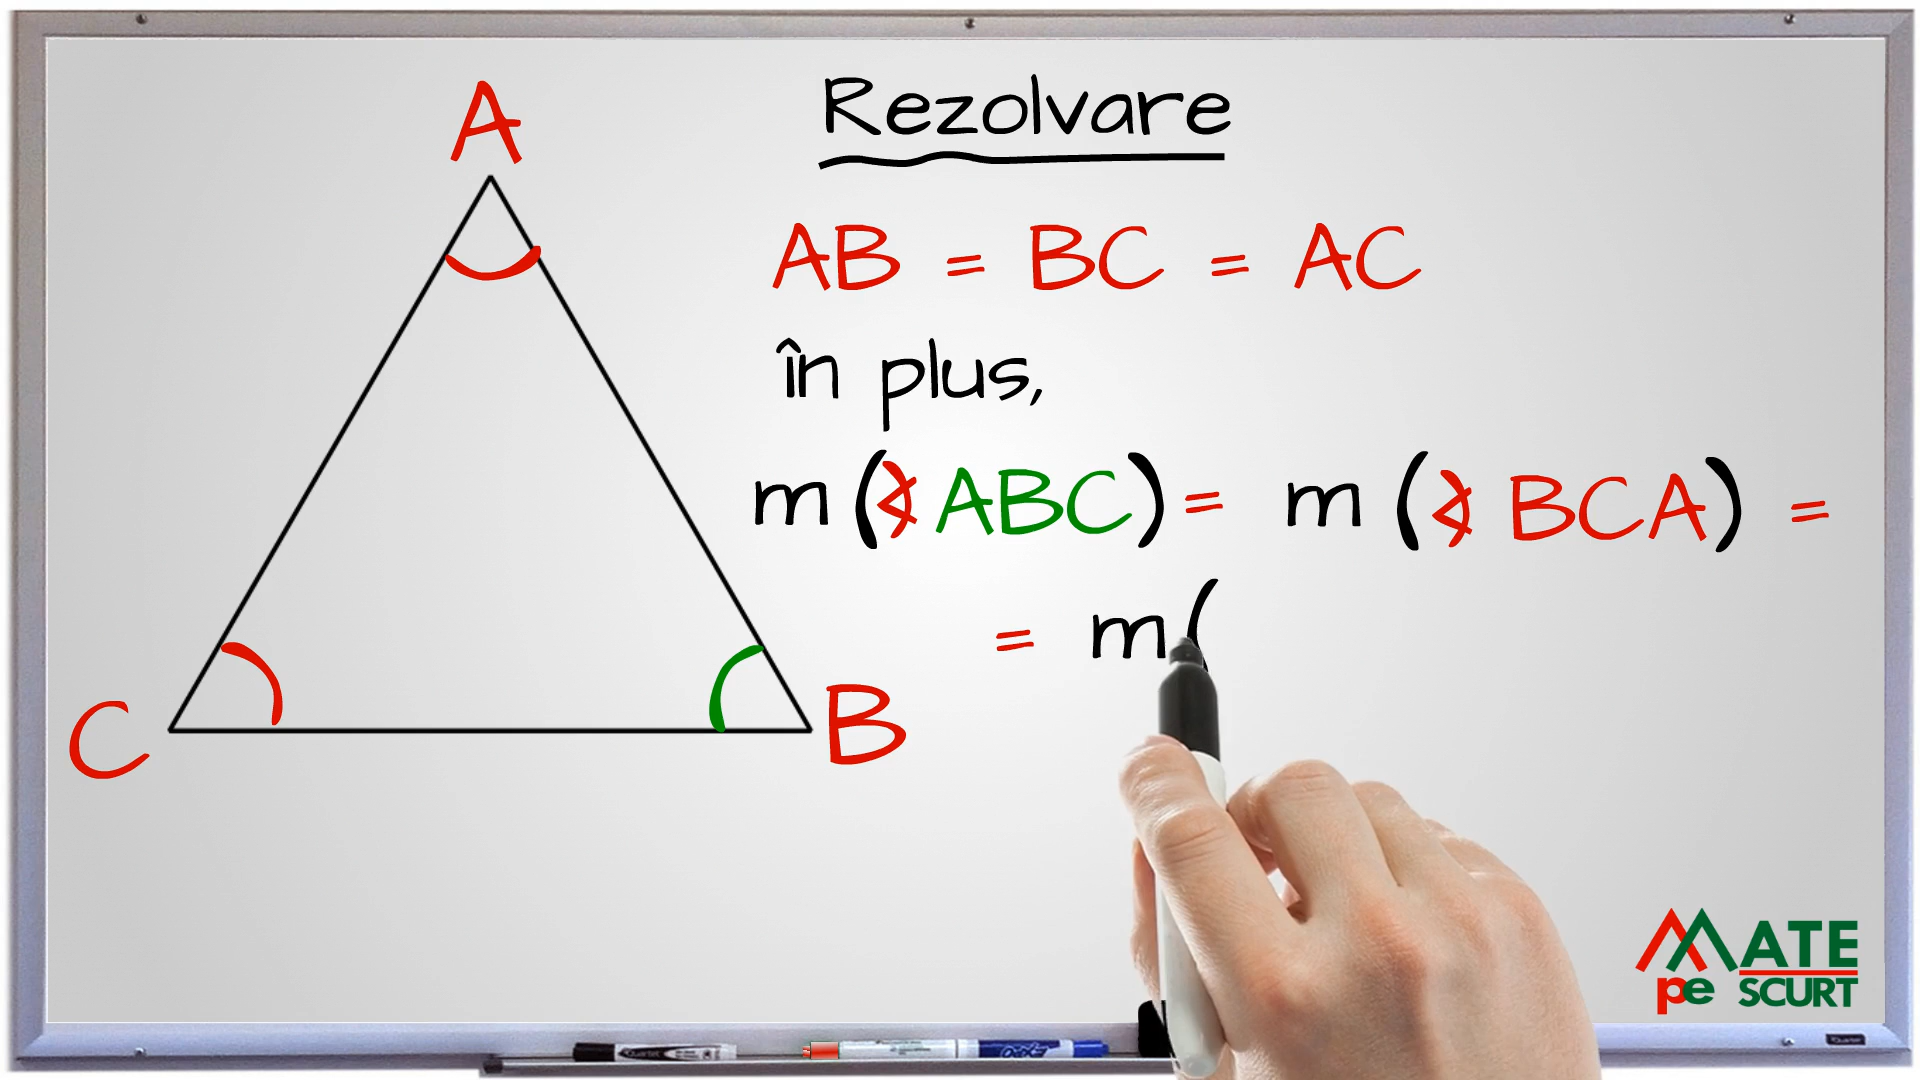 Rezolvare
A
AB = BC = AC
în plus,
m (∢ ABC) = m (∢ BCA) =
= m (
C
B
MATE
pe SCURT